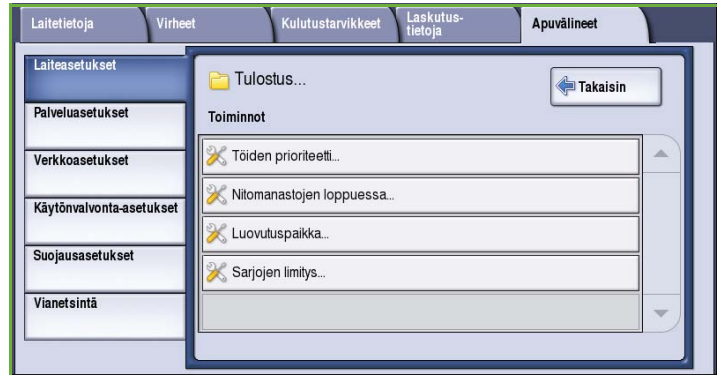 Laitetietoja
Virheet
Kulutustarvikkeet
Laskutus-
tietoja
Apuvälineet
Laiteasetukset
Palveluasetukset
Verkkoasetukset
Käytönvalvonta-asetukset
Suojausasetukset
Vianetsintä
Tulostus...
Takaisin
Toiminnot
Töiden prioriteetti...
Nitomanastojen loppuessa...
Luovutuspaikka...
Sarjojen limitys...